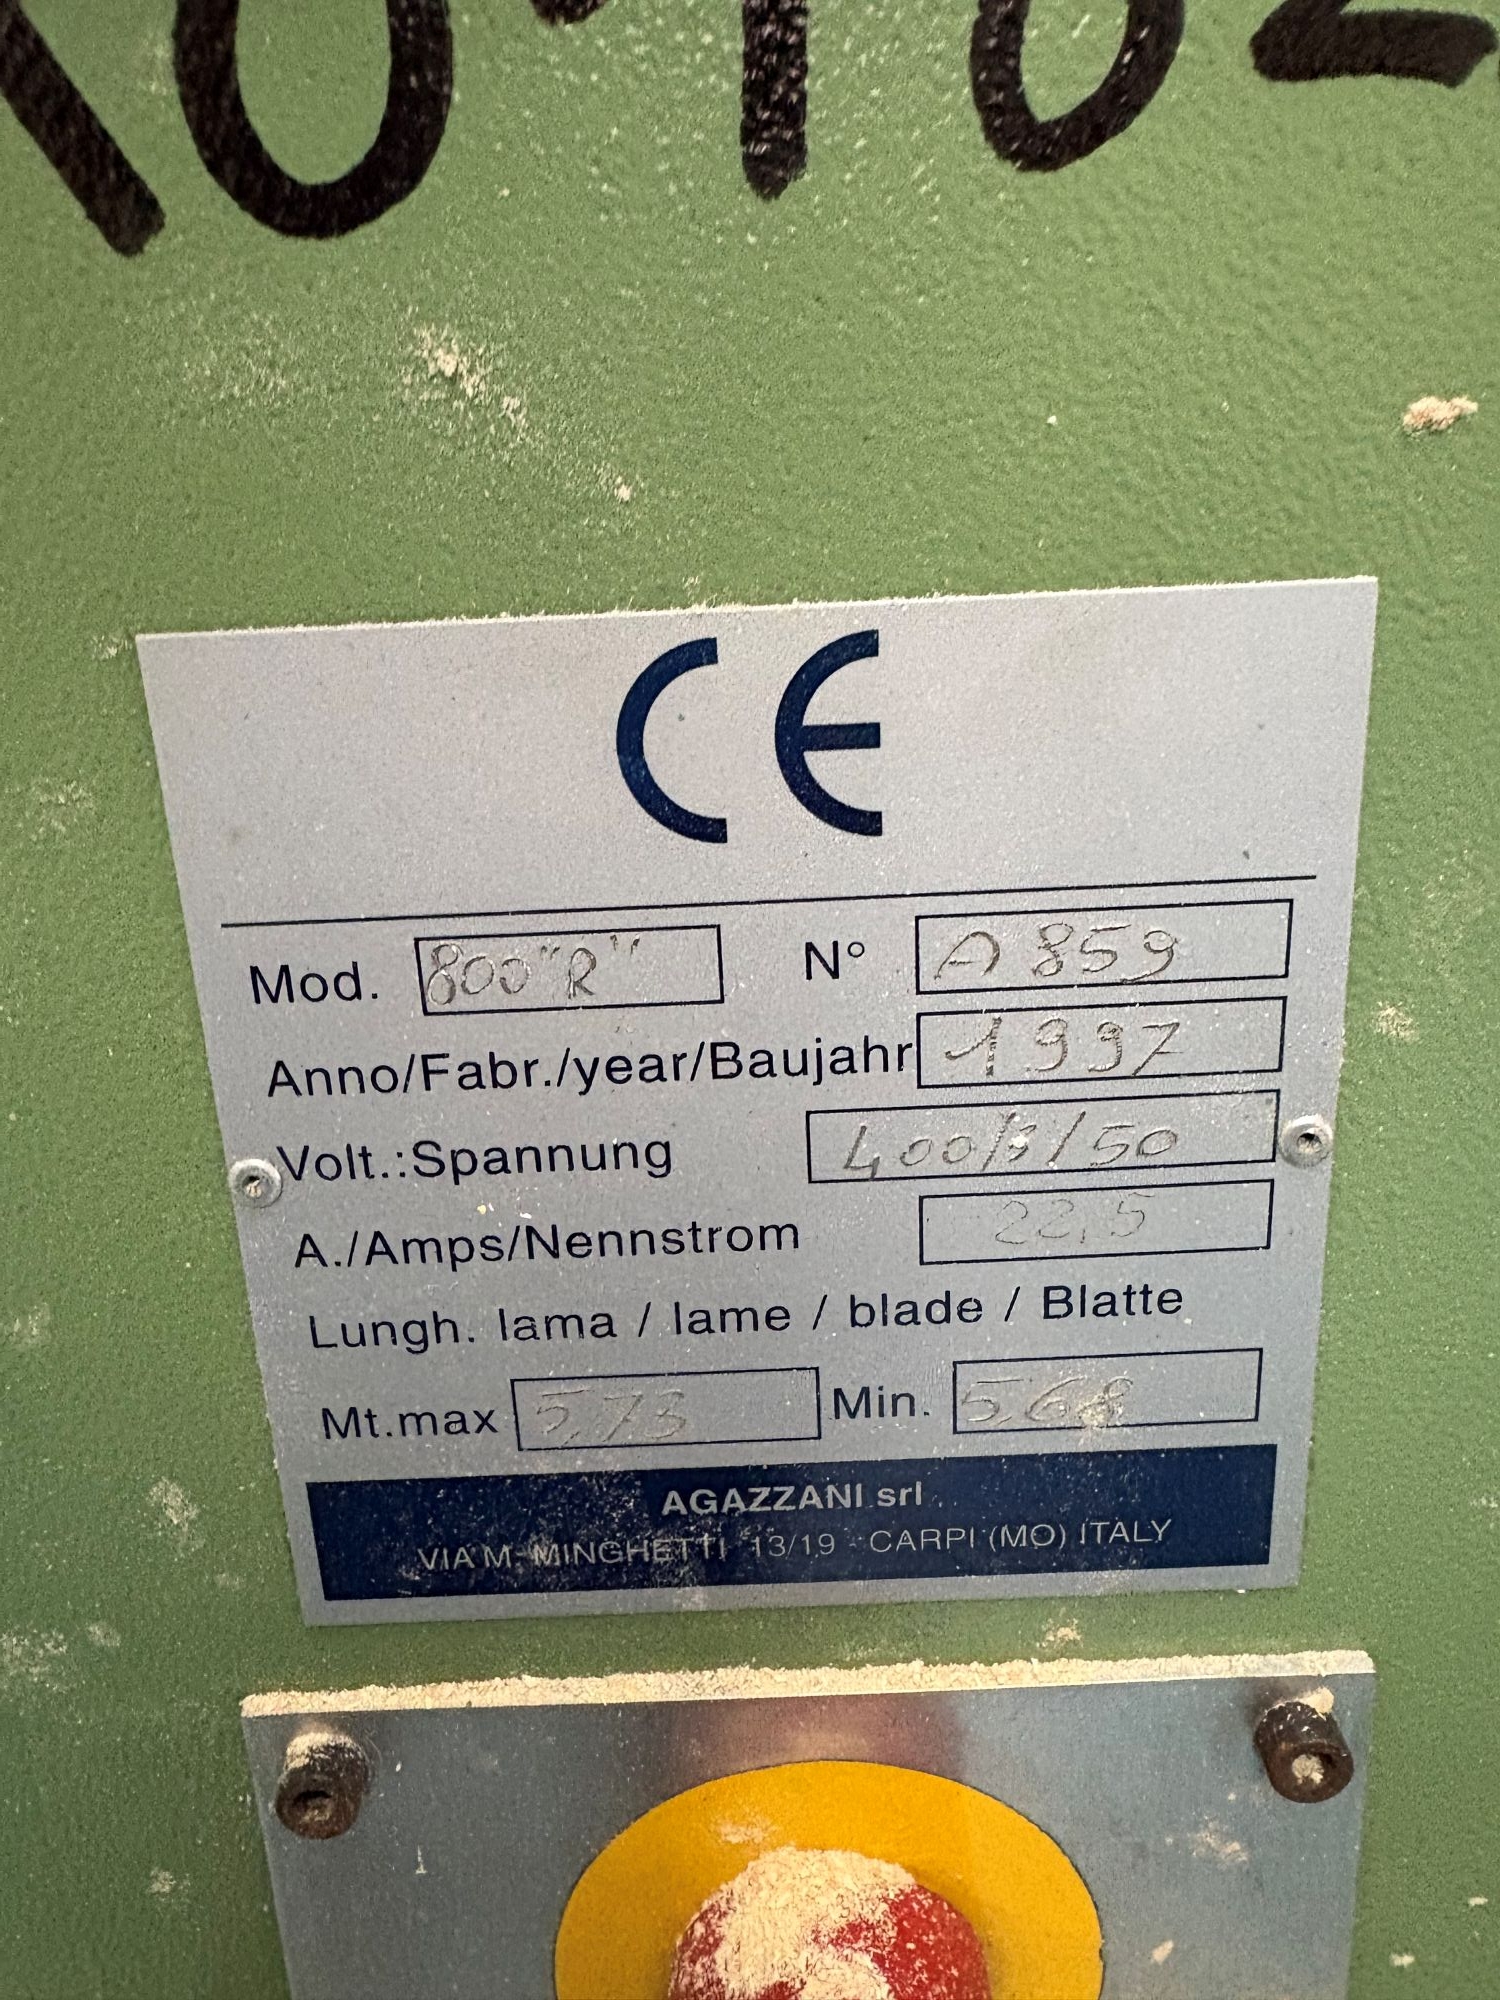 CE
Mod. 800"R" N° A 859
Anno/Fabr./year/Baujahr 1997
Volt.:Spannung 400/3/50
A./Amps/Nennstrom 22,5
Lungh. lama / lame / blade / Blatte
Mt.max 5,73 Min. 5,68
AGAZZANI srl
VIA M. MINGHETTI 13/19 - CARPI (MO) ITALY